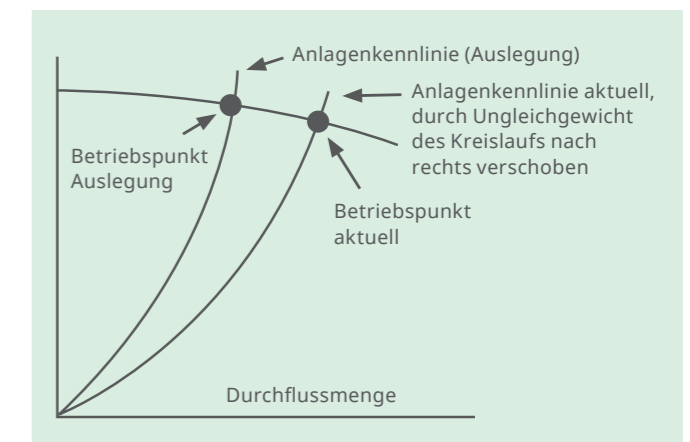 Anlagenkennlinie (Auslegung)
Anlagenkennlinie aktuell,
durch Ungleichgewicht
des Kreislaufs nach
rechts verschoben
Betriebspunkt
Auslegung
Betriebspunkt
aktuell
Durchflussmenge